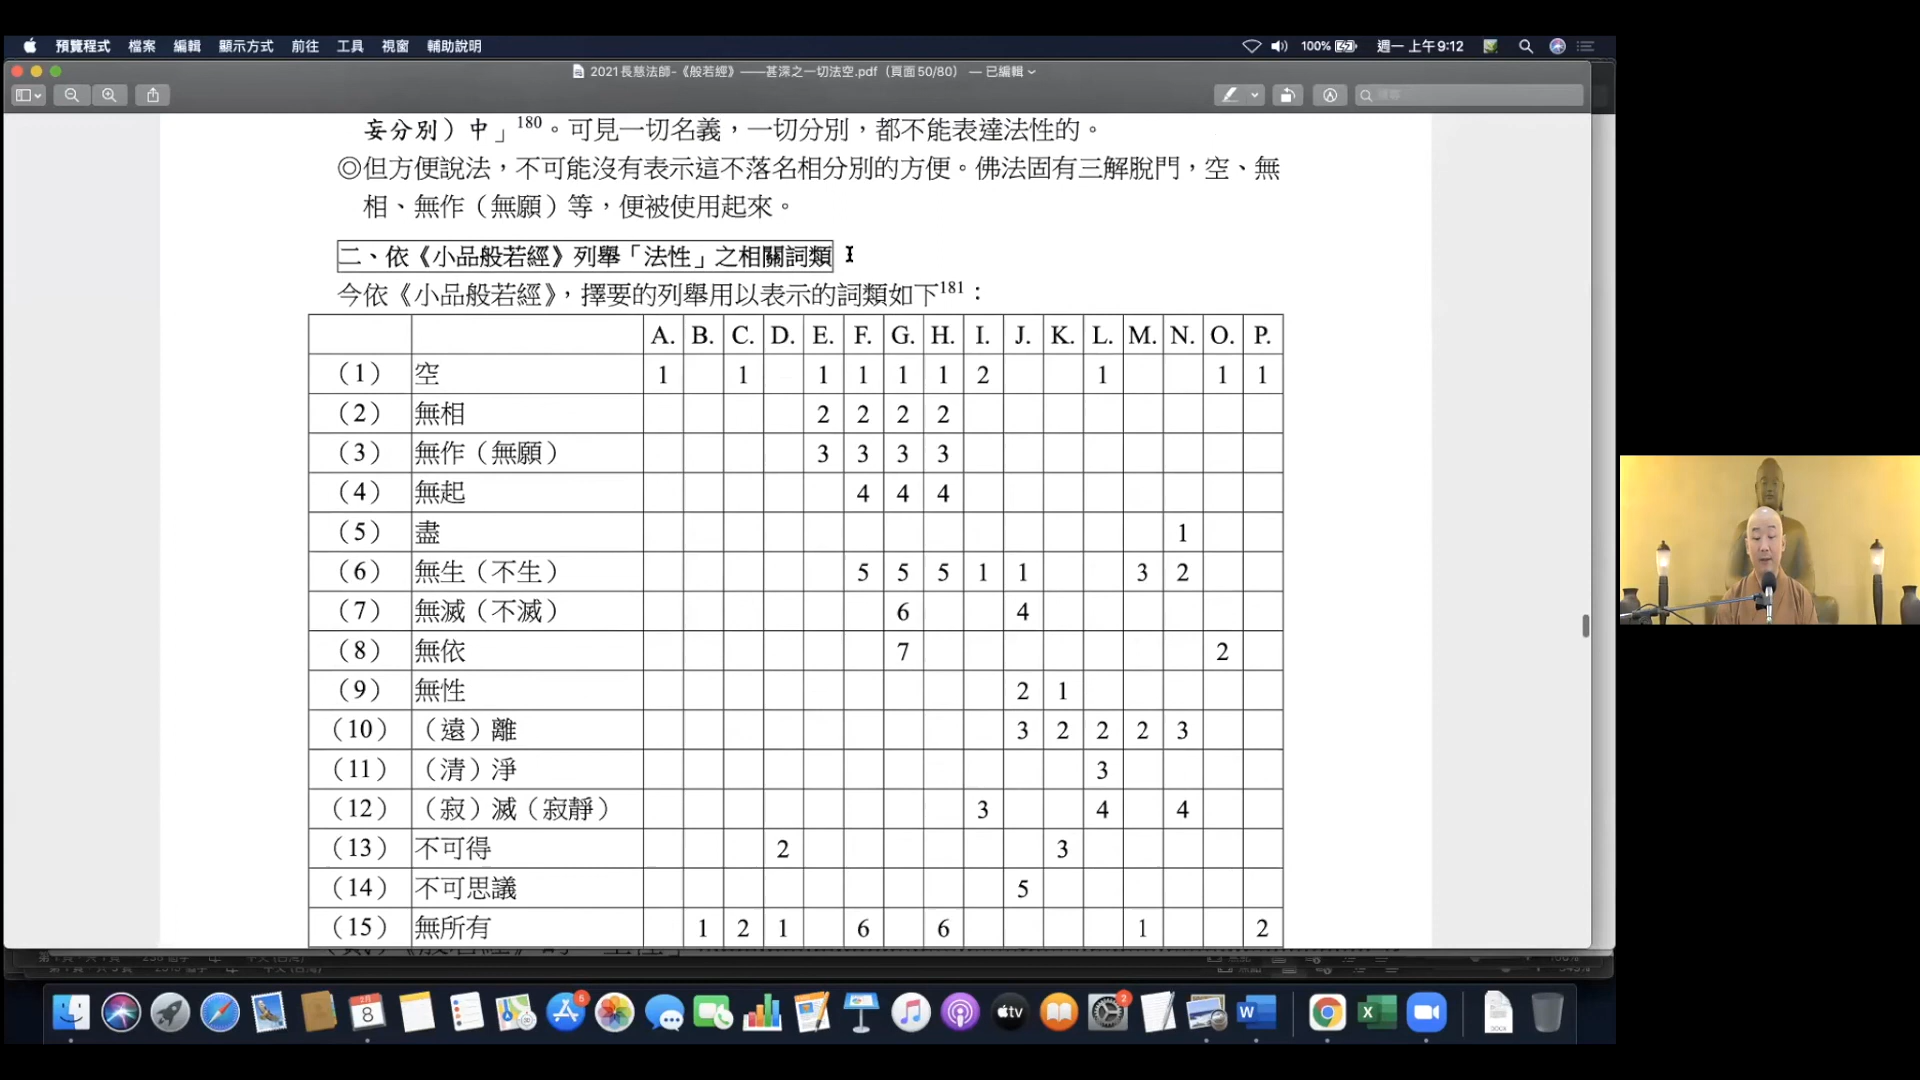 預覽程式 檔案 編輯 顯示方式 前往 工具 視窗 輔助說明 100% 週一 上午9:12
2021長慈法師-《般若經》——甚深之一切法空.pdf（頁面 50/80） — 已編輯
搜尋
妄分別）中」180。可見一切名義，一切分別，都不能表達法性的。
◎但方便說法，不可能沒有表示這不落名相分別的方便。佛法固有三解脫門，空、無
相、無作（無願）等，便被使用起來。
二、依《小品般若經》列舉「法性」之相關詞類
今依《小品般若經》，擇要的列舉用以表示的詞類如下181：
A. B. C. D. E. F. G. H. I. J. K. L. M. N. O. P.
（1） 空 1 1 1 1 1 1 2 1 1 1
（2） 無相 2 2 2 2
（3） 無作（無願） 3 3 3 3
（4） 無起 4 4 4
（5） 盡 1
（6） 無生（不生） 5 5 5 1 1 3 2
（7） 無滅（不滅） 6 4
（8） 無依 7 2
（9） 無性 2 1
（10） （遠）離 3 2 2 2 3
（11） （清）淨 3
（12） （寂）滅（寂靜） 3 4 4
（13） 不可得 2 3
（14） 不可思議 5
（15） 無所有 1 2 1 6 6 1 2
8 6 tv 2 W X DOCX